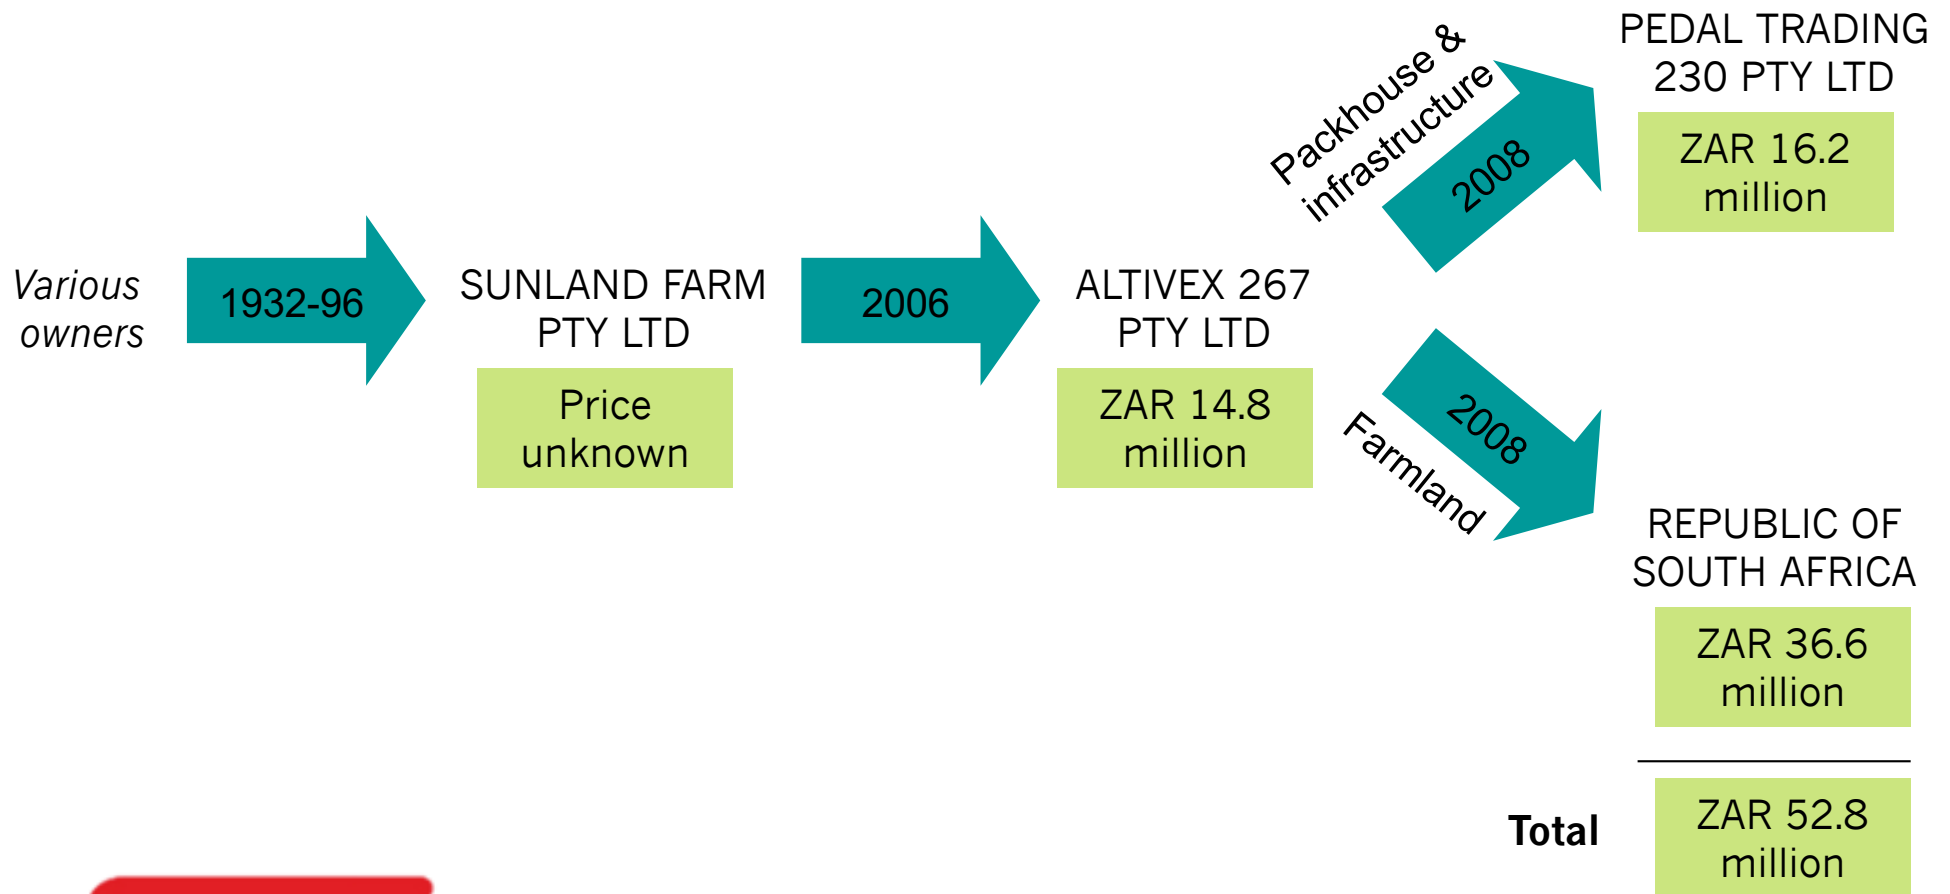 Various
owners
1932-96
SUNLAND FARM
PTY LTD
Price
unknown
2006
ALTIVEX 267
PTY LTD
ZAR 14.8
million
Packhouse &
infrastructure
2008
PEDAL TRADING
230 PTY LTD
ZAR 16.2
million
2008
Farmland
REPUBLIC OF
SOUTH AFRICA
ZAR 36.6
million
Total
ZAR 52.8
million